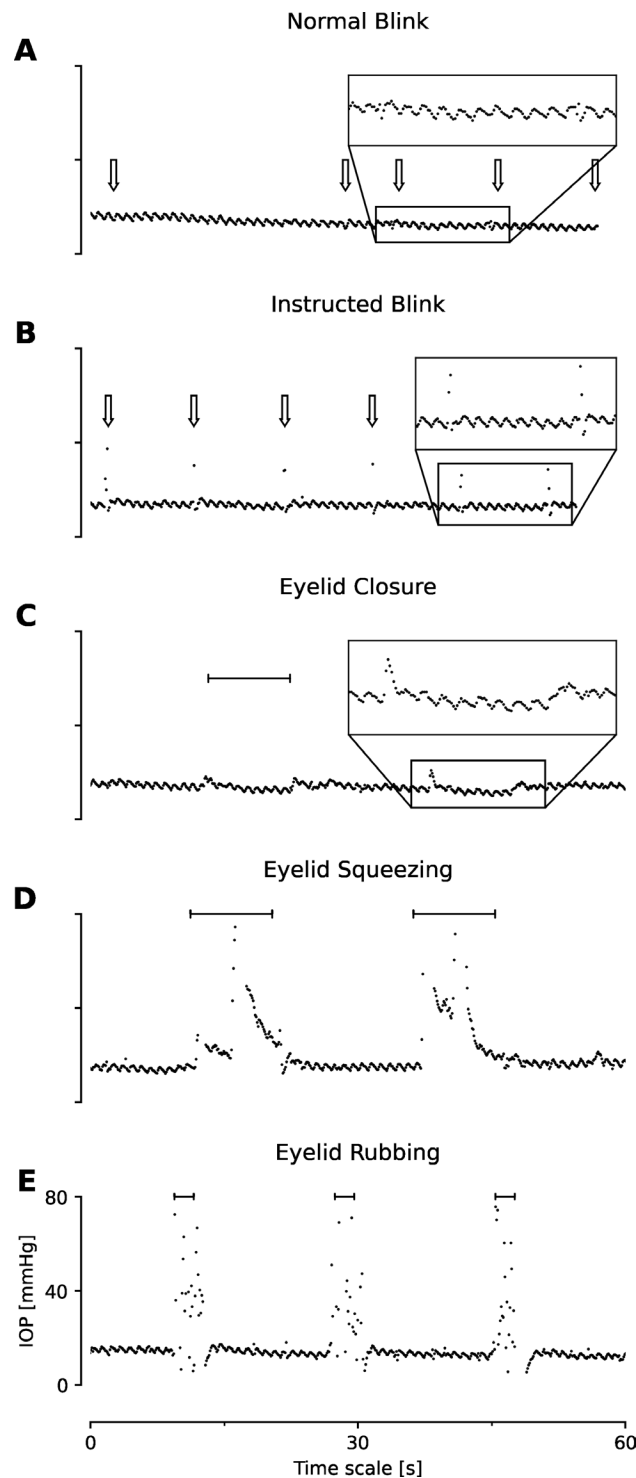 Normal Blink
A
Instructed Blink
B
Eyelid Closure
C
Eyelid Squeezing
D
Eyelid Rubbing
E
80
40
0
IOP [mmHg]
0 30 60
Time scale [s]